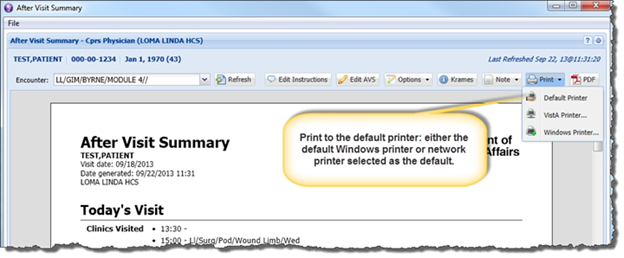 After Visit Summary
File
After Visit Summary - Cprs Physician (LOMA LINDA HCS)
TEST,PATIENT | 000-00-1234 | Jan 1, 1970 (43)
Last Refreshed Sep 22, 13@11:31:20
Encounter: LL/GIM/BYRNE/MODULE 4// Refresh Edit Instructions Edit AVS Options Krames Note Print PDF
Default Printer
VistA Printer...
Windows Printer...
Print to the default printer: either the
default Windows printer or network
printer selected as the default.
After Visit Summary
TEST,PATIENT
Visit date: 09/18/2013
Date generated: 09/22/2013 11:31
LOMA LINDA HCS
nt of
Affairs
Today's Visit
Clinics Visited • 13:30 -
• 15:00 - Ll/Surg/Pod/Wound Limb/Wed